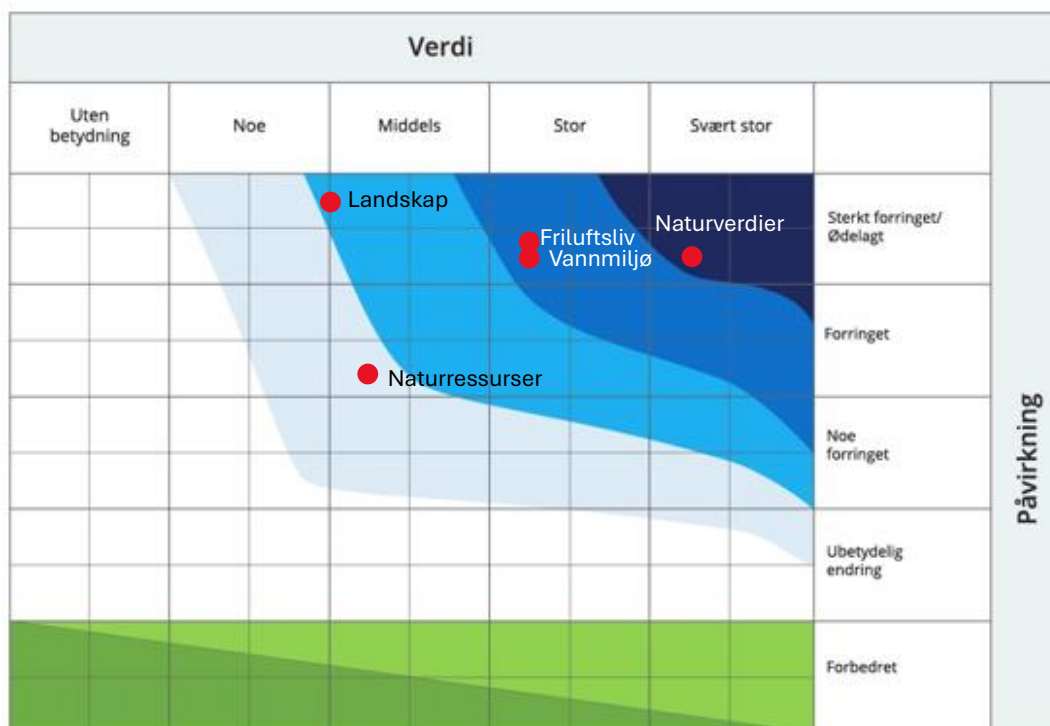 Verdi
Uten
betydning
Noe
Middels
Stor
Svært stor
Landskap
Naturverdier
Friluftsliv
Vannmiljø
Naturressurser
Sterkt forringet/
Ødelagt
Forringet
Noe
forringet
Ubetydelig
endring
Forbedret
Påvirkning